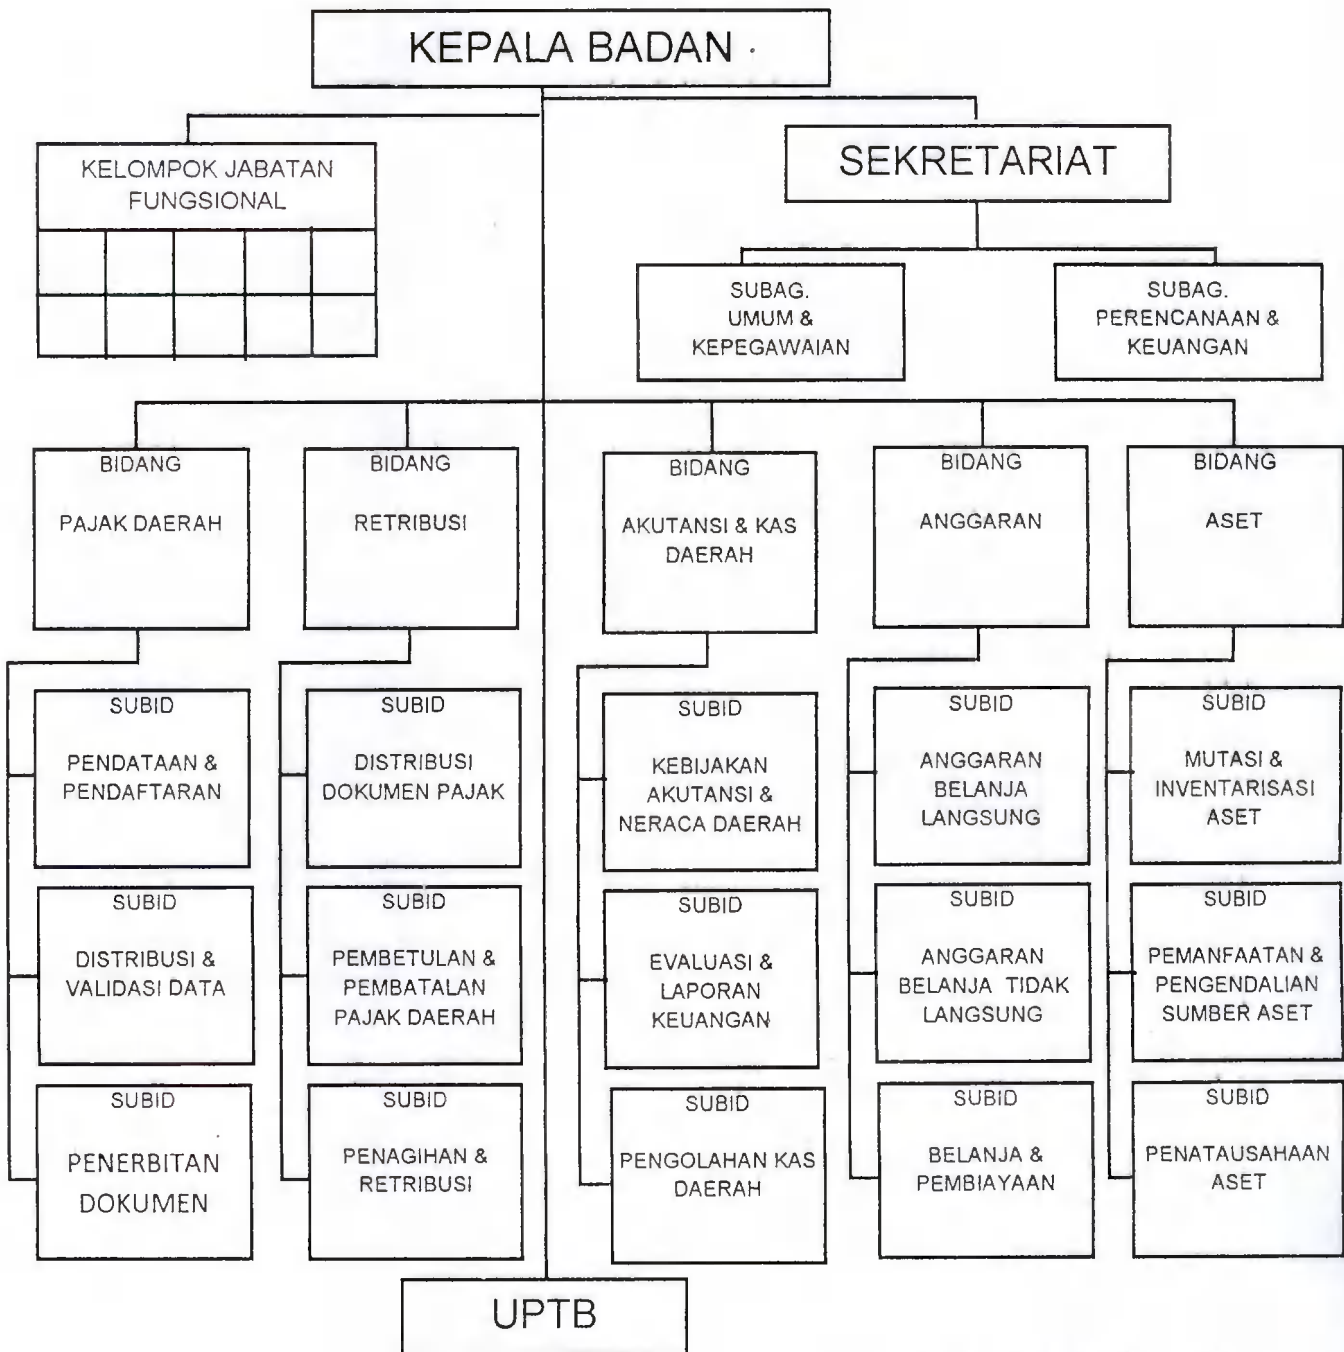 KEPALA BADAN
KELOMPOK JABATAN
FUNGSIONAL
SEKRETARIAT
SUBAG.
UMUM &
KEPEGAWAIAN
SUBAG.
PERENCANAAN &
KEUANGAN
BIDANG
PAJAK DAERAH
BIDANG
RETRIBUSI
BIDANG
AKUTANSI & KAS
DAERAH
BIDANG
ANGGARAN
BIDANG
ASET
SUBID
PENDATAAN &
PENDAFTARAN
SUBID
DISTRIBUSI
DOKUMEN PAJAK
SUBID
KEBIJAKAN
AKUTANSI &
NERACA DAERAH
SUBID
ANGGARAN
BELANJA
LANGSUNG
SUBID
MUTASI &
INVENTARISASI
ASET
SUBID
DISTRIBUSI &
VALIDASI DATA
SUBID
PEMBETULAN &
PEMBATALAN
PAJAK DAERAH
SUBID
EVALUASI &
LAPORAN
KEUANGAN
SUBID
ANGGARAN
BELANJA TIDAK
LANGSUNG
SUBID
PEMANFAATAN &
PENGENDALIAN
SUMBER ASET
SUBID
PENERBITAN
DOKUMEN
SUBID
PENAGIHAN &
RETRIBUSI
SUBID
PENGOLAHAN KAS
DAERAH
SUBID
BELANJA &
PEMBIAYAAN
SUBID
PENATAUSAHAAN
ASET
UPTB